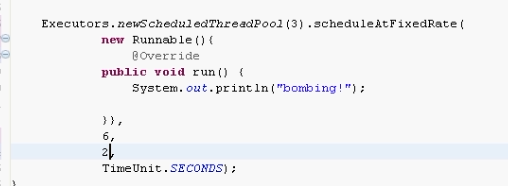 Executors.newScheduledThreadPool(3).scheduleAtFixedRate(
new Runnable(){
@Override
public void run() {
System.out.println("bombing!");
}},
6,
2,
TimeUnit.SECONDS);
}